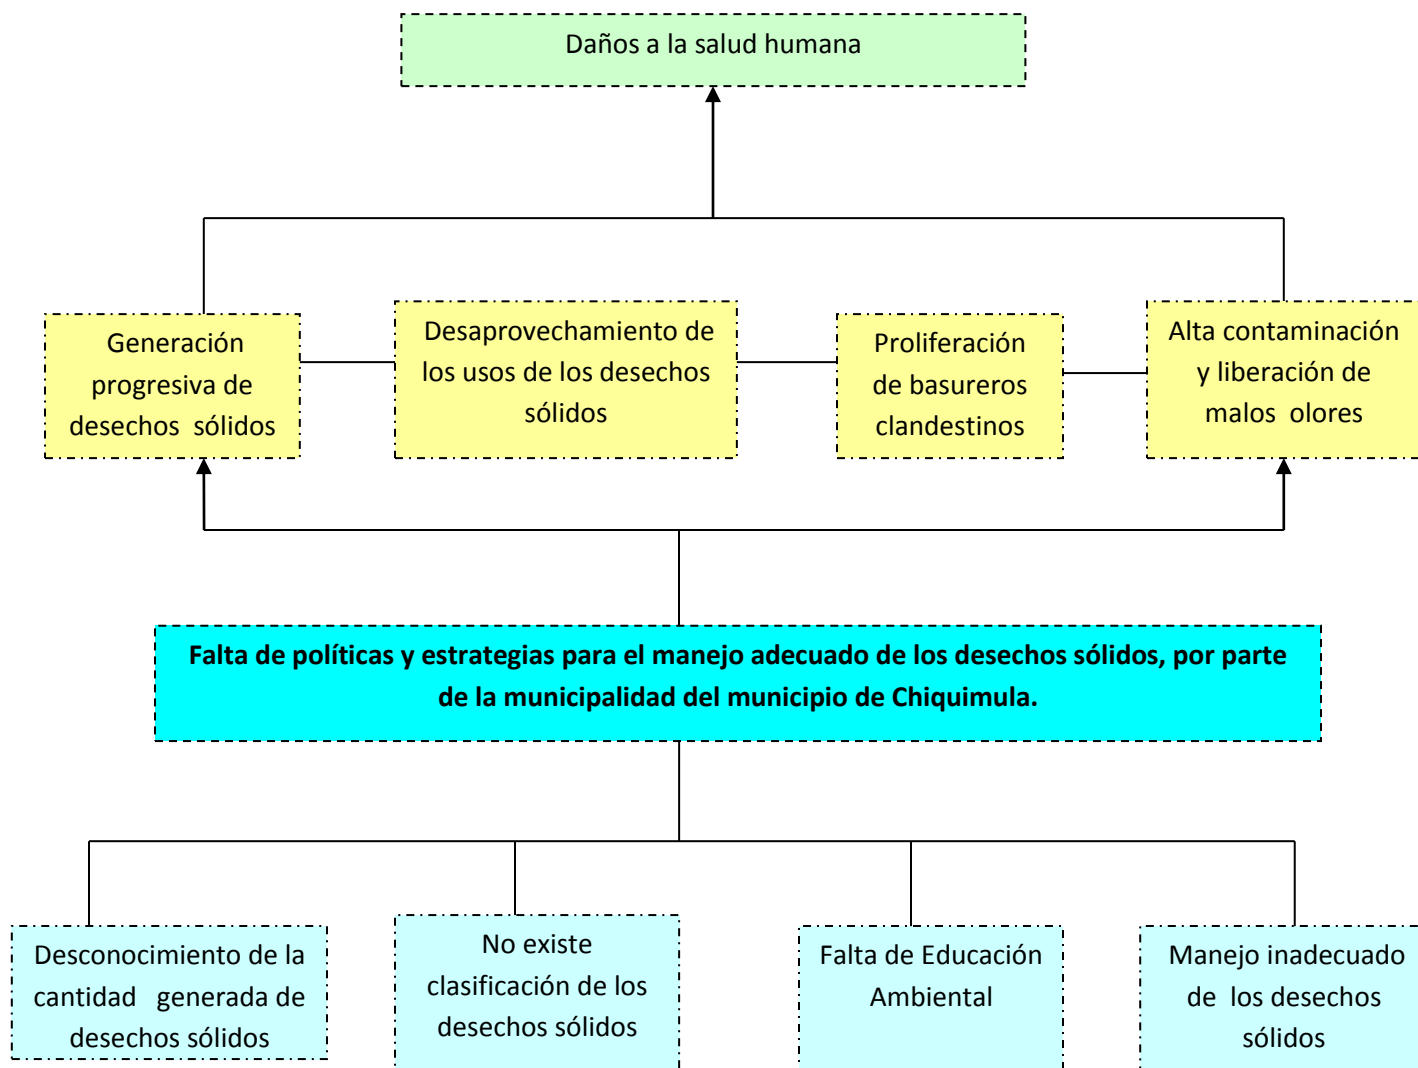 Daños a la salud humana
Generación
progresiva de
desechos sólidos
Desaprovechamiento de
los usos de los desechos
sólidos
Proliferación
de basureros
clandestinos
Alta contaminación
y liberación de
malos olores
Falta de políticas y estrategias para el manejo adecuado de los desechos sólidos, por parte
de la municipalidad del municipio de Chiquimula.
Desconocimiento de la
cantidad generada de
desechos sólidos
No existe
clasificación de los
desechos sólidos
Falta de Educación
Ambiental
Manejo inadecuado
de los desechos
sólidos